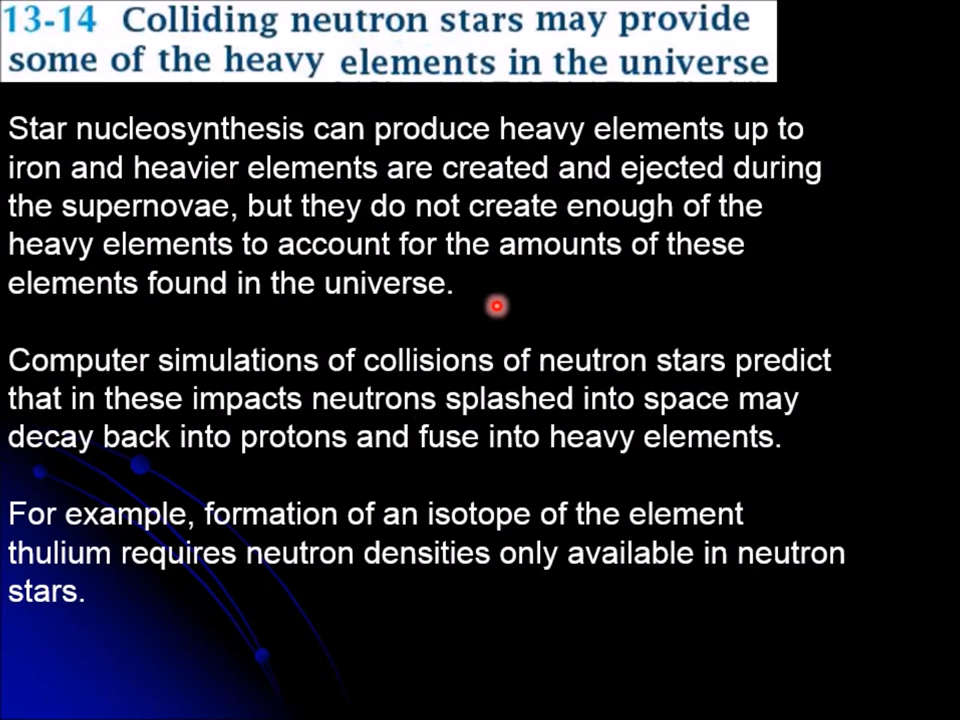 13-14 Colliding neutron stars may provide
some of the heavy elements in the universe
Star nucleosynthesis can produce heavy elements up to
iron and heavier elements are created and ejected during
the supernovae, but they do not create enough of the
heavy elements to account for the amounts of these
elements found in the universe.
Computer simulations of collisions of neutron stars predict
that in these impacts neutrons splashed into space may
decay back into protons and fuse into heavy elements.
For example, formation of an isotope of the element
thulium requires neutron densities only available in neutron
stars.